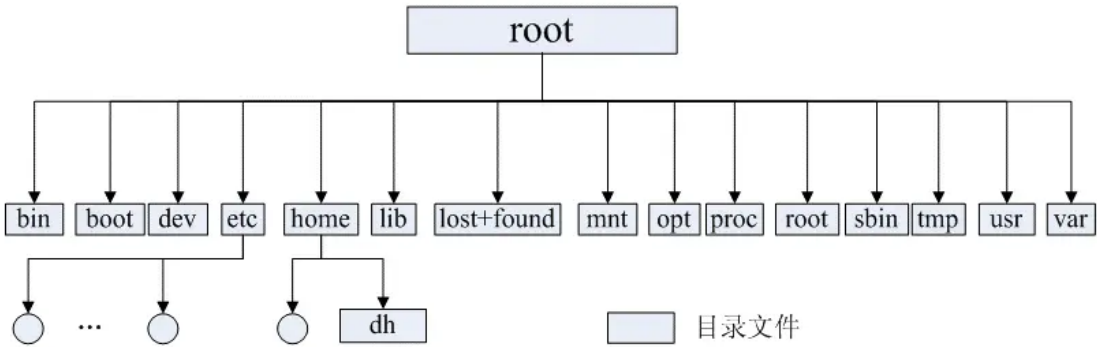 root
bin boot dev etc home lib lost+found mnt opt proc root sbin tmp usr var
... dh 目录文件